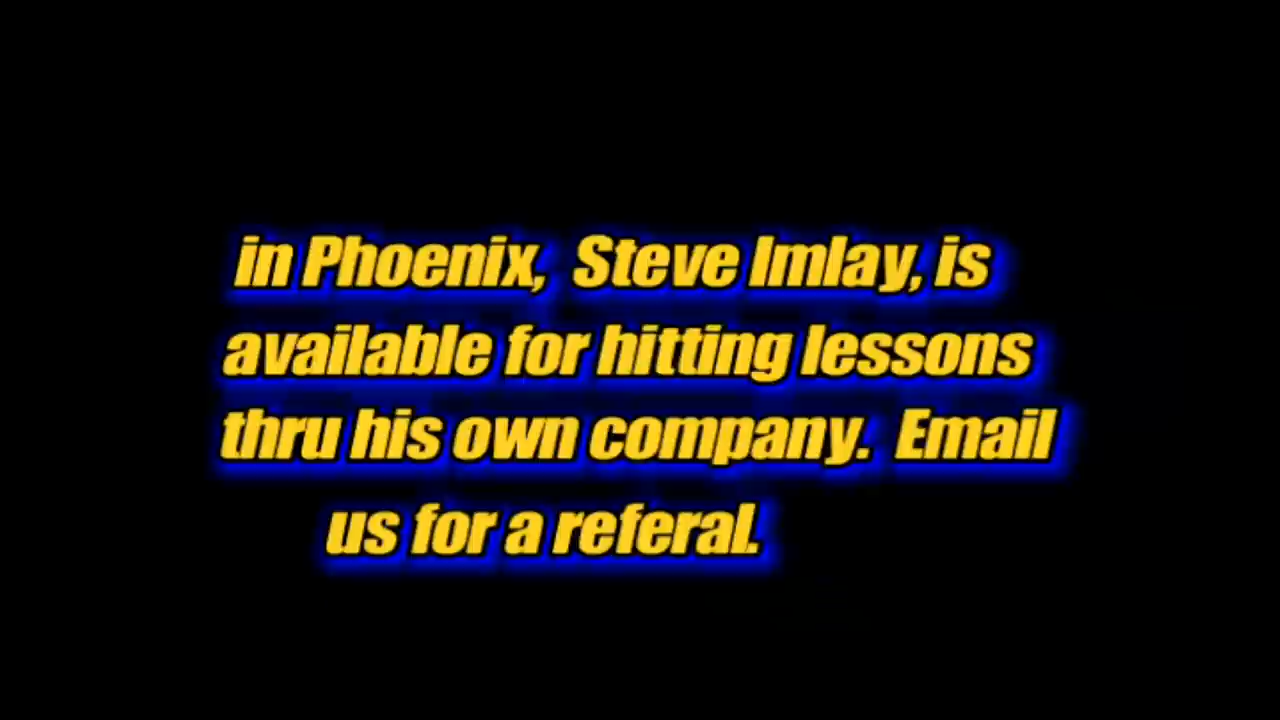 in Phoenix, Steve Imlay, is
available for hitting lessons
thru his own company. Email
us for a referal.